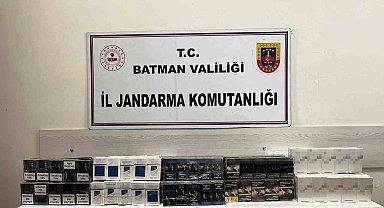 T.C.
BATMAN VALİLİĞİ
İL JANDARMA KOMUTANLIĞI